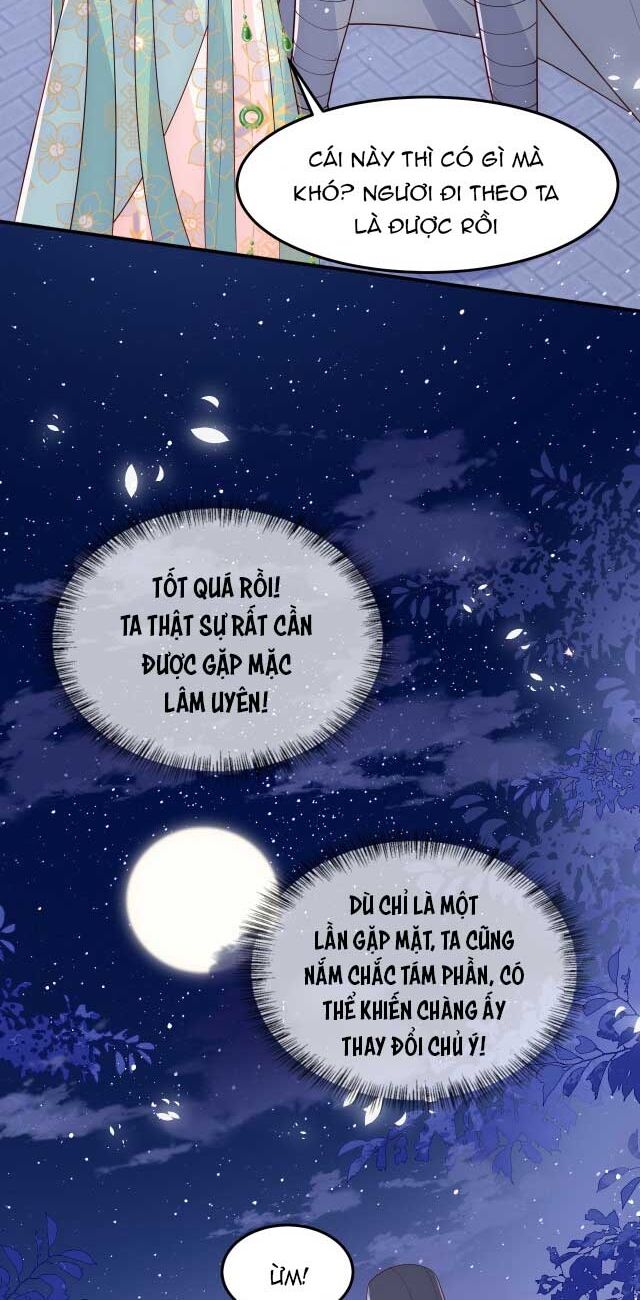 CÁI NÀY THÌ CÓ GÌ MÀ
KHÓ? NGƯƠI ĐI THEO TA
LÀ ĐƯỢC RỒI
TỐT QUÁ RỒI!
TA THẬT SỰ RẤT CẦN
ĐƯỢC GẶP MẶC
LÂM UYÊN!
DÙ CHỈ LÀ MỘT
LẦN GẶP MẶT, TA CŨNG
NẮM CHẮC TÁM PHẦN, CÓ
THỂ KHIẾN CHÀNG ẤY
THAY ĐỔI CHỦ Ý!
ỪM!